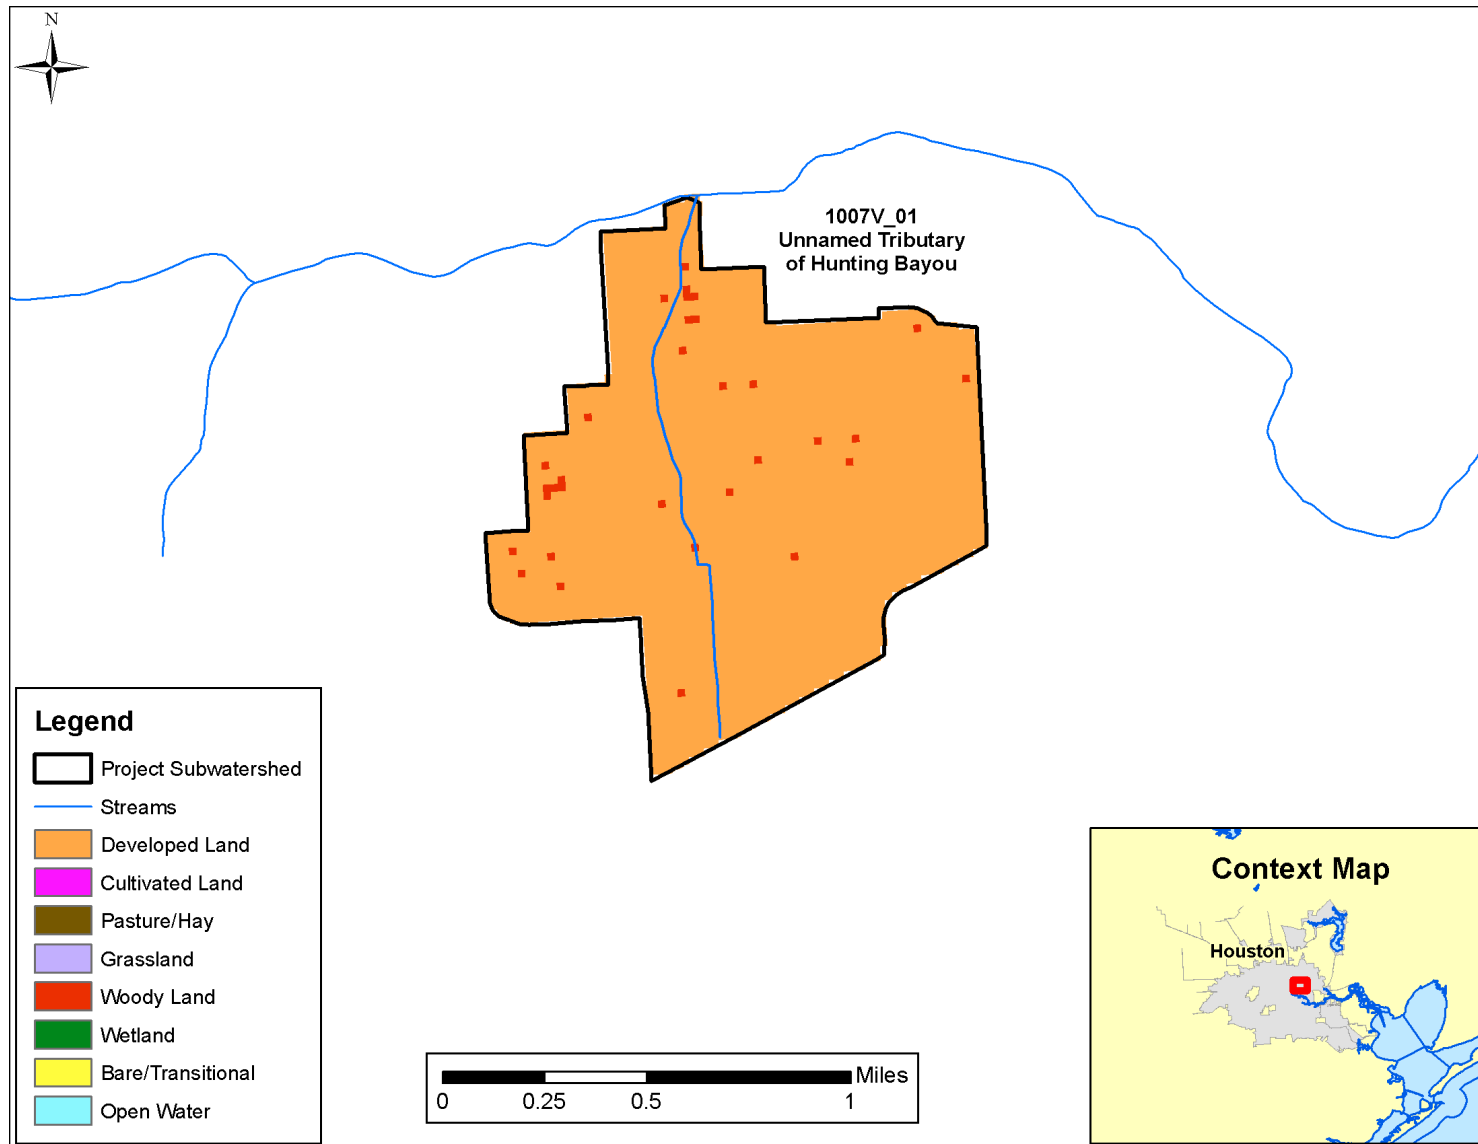 N
1007V_01
Unnamed Tributary
of Hunting Bayou
Legend
Project Subwatershed
Streams
Developed Land
Cultivated Land
Pasture/Hay
Grassland
Woody Land
Wetland
Bare/Transitional
Open Water
Miles
0 0.25 0.5 1
Context Map
Houston